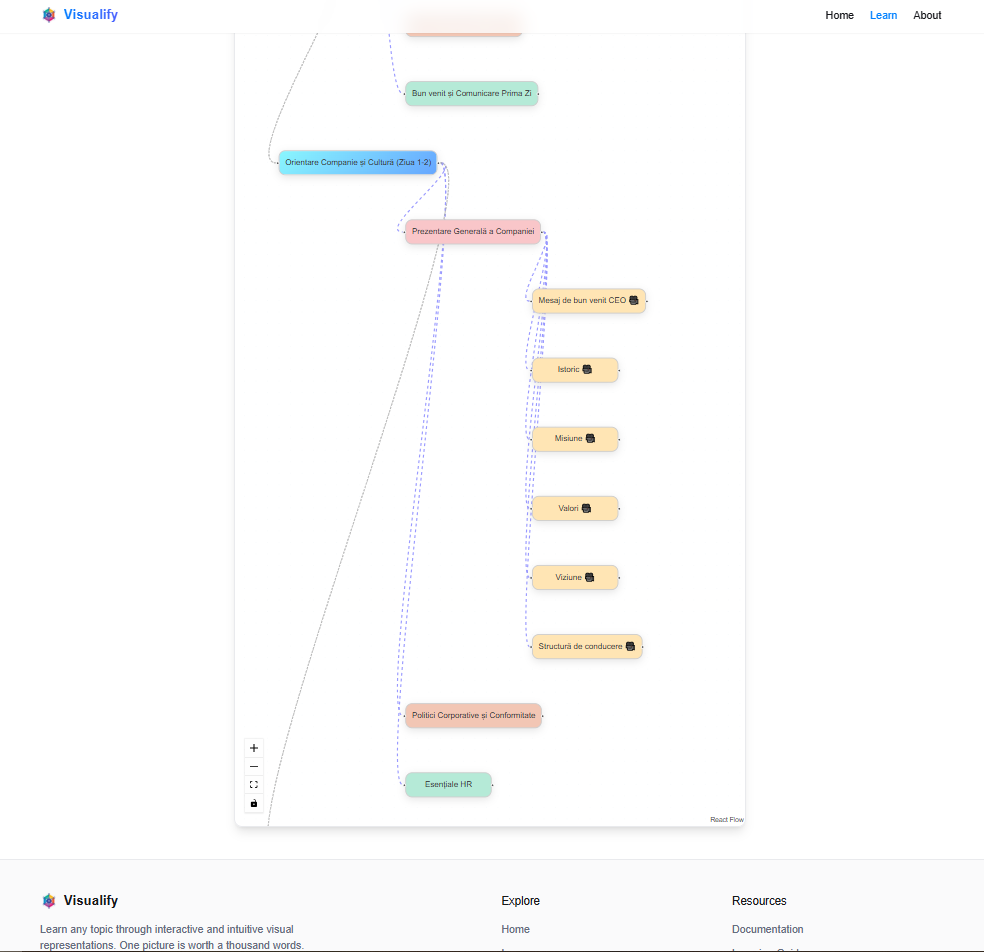 Visualify
Home
Learn
About
Bun venit și Comunicare Prima Zi
Orientare Companie și Cultură (Ziua 1-2)
Prezentare Generală a Companiei
Mesaj de bun venit CEO
Istoric
Misiune
Valori
Viziune
Structură de conducere
Politici Corporative și Conformitate
Esențiale HR
React Flow
Visualify
Explore
Resources
Learn any topic through interactive and intuitive visual
Home
Documentation
representations. One picture is worth a thousand words.